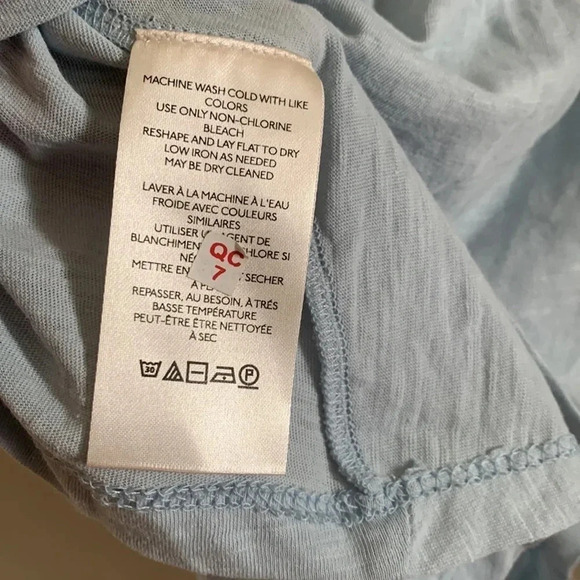 MACHINE WASH COLD WITH LIKE
COLORS
USE ONLY NON-CHLORINE
BLEACH
RESHAPE AND LAY FLAT TO DRY
LOW IRON AS NEEDED
MAY BE DRY CLEANED
LAVER À LA MACHINE À L'EAU
FROIDE AVEC COULEURS
SIMILAIRES
UTILISER DE
BLANCHIMEN SI
METTRE SECHER
QC
7
REPASSER, AU BESOIN, À TRÉS
BASSE TEMPÉRATURE
PEUT-ÊTRE ÊTRE NETTOYÉE
À SEC
30 P